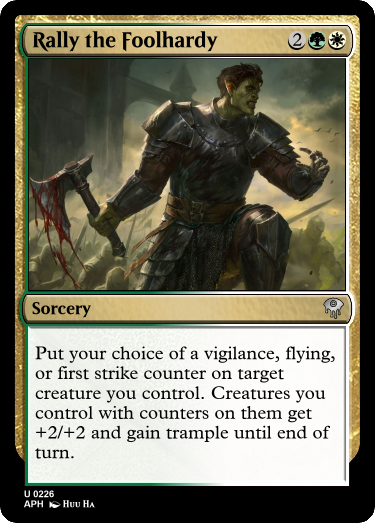 Rally the Foolhardy 2
Sorcery
Put your choice of a vigilance, flying,
or first strike counter on target
creature you control. Creatures you
control with counters on them get
+2/+2 and gain trample until end of
turn.
U 0226
APH Huu Ha